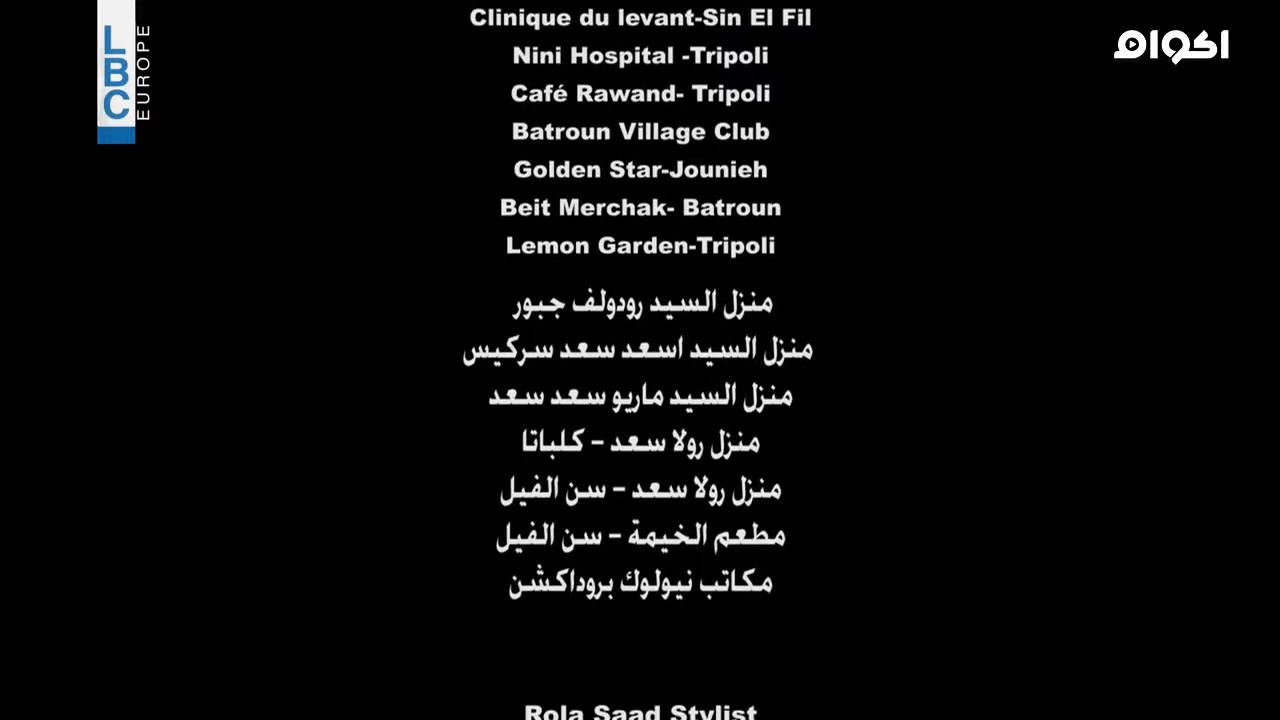 LBC
EUROPE
اكوام
Clinique du levant-Sin El Fil
Nini Hospital -Tripoli
Café Rawand- Tripoli
Batroun Village Club
Golden Star-Jounieh
Beit Merchak- Batroun
Lemon Garden-Tripoli
منزل السيد رودولف جبور
منزل السيد اسعد سعد سركيس
منزل السيد ماريو سعد سعد
منزل رولا سعد – كلباتا
منزل رولا سعد – سن الفيل
مطعم الخيمة – سن الفيل
مكاتب نيولوك بروداكشن
Rola Saad Stylist